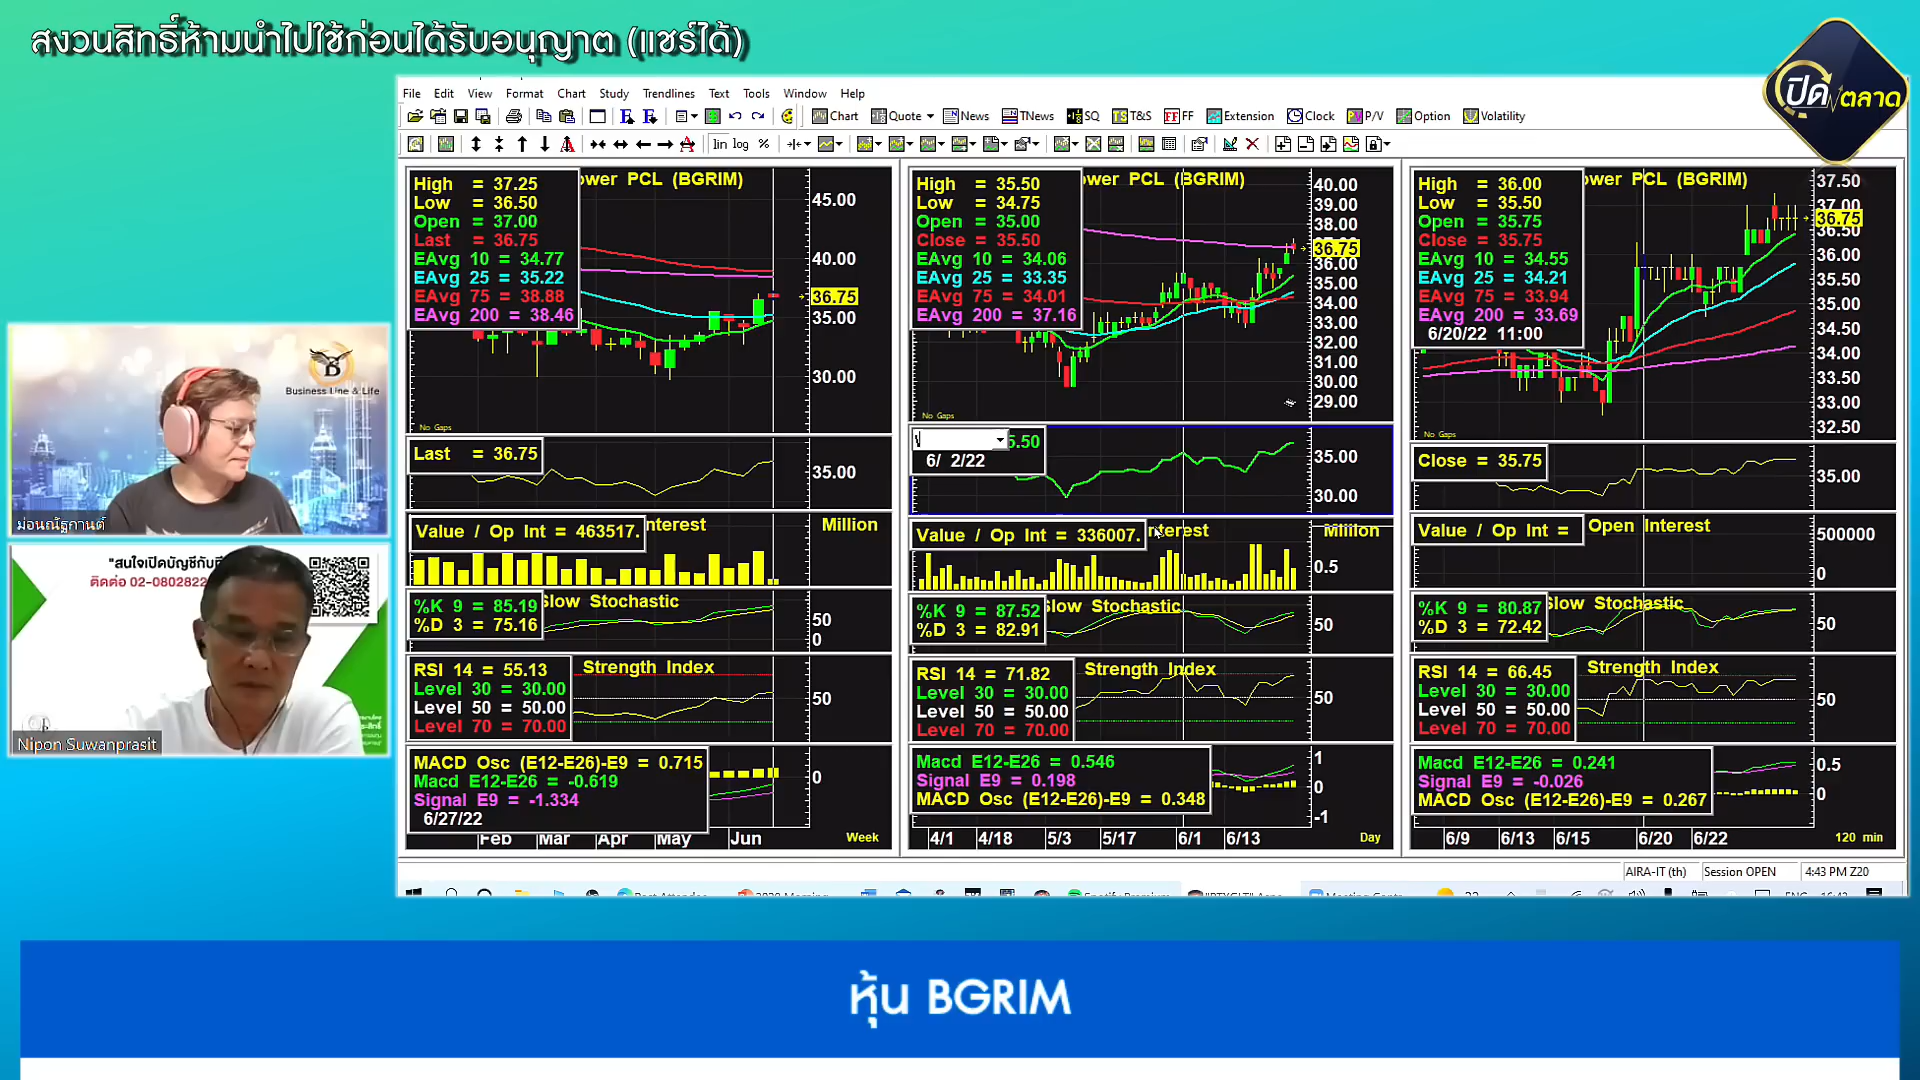 สงวนสิทธิ์ห้ามนำไปใช้ก่อนได้รับอนุญาต (แชร์ได้)
ปิดตลาด
File Edit View Format Chart Study Trendlines Text Tools Window Help
Chart Quote News TNews SQ T&S FF Extension Clock P/V Option Volatility
lin log %
ower PCL (BGRIM)
High = 37.25
Low = 36.50
Open = 37.00
Last = 36.75
EAvg 10 = 34.77
EAvg 25 = 35.22
EAvg 75 = 38.88
EAvg 200 = 38.46
45.00
40.00
36.75
35.00
30.00
No Gaps
Last = 36.75
35.00
Value / Op Int = 463517. nterest Million
%K 9 = 85.19 Slow Stochastic
%D 3 = 75.16
50
0
RSI 14 = 55.13 Strength Index
Level 30 = 30.00
Level 50 = 50.00
Level 70 = 70.00
50
MACD Osc (E12-E26)-E9 = 0.715
Macd E12-E26 = -0.619
Signal E9 = -1.334
6/27/22
0
Feb Mar Apr May Jun Week
ower PCL (BGRIM)
High = 35.50
Low = 34.75
Open = 35.00
Close = 35.50
EAvg 10 = 34.06
EAvg 25 = 33.35
EAvg 75 = 34.01
EAvg 200 = 37.16
40.00
39.00
38.00
36.75
36.00
35.00
34.00
33.00
32.00
31.00
30.00
29.00
No Gaps
5.50
6/ 2/22
35.00
30.00
Value / Op Int = 336007. nterest Million
0.5
%K 9 = 87.52 Slow Stochastic
%D 3 = 82.91
50
RSI 14 = 71.82 Strength Index
Level 30 = 30.00
Level 50 = 50.00
Level 70 = 70.00
50
Macd E12-E26 = 0.546
Signal E9 = 0.198
MACD Osc (E12-E26)-E9 = 0.348
1
0
-1
4/1 4/18 5/3 5/17 6/1 6/13 Day
ower PCL (BGRIM)
High = 36.00
Low = 35.50
Open = 35.75
Close = 35.75
EAvg 10 = 34.55
EAvg 25 = 34.21
EAvg 75 = 33.94
EAvg 200 = 33.69
6/20/22 11:00
37.50
37.00
36.75
36.50
36.00
35.50
35.00
34.50
34.00
33.50
33.00
32.50
No Gaps
Close = 35.75
35.00
Value / Op Int = Open Interest
500000
0
%K 9 = 80.87 Slow Stochastic
%D 3 = 72.42
50
RSI 14 = 66.45 Strength Index
Level 30 = 30.00
Level 50 = 50.00
Level 70 = 70.00
50
Macd E12-E26 = 0.241
Signal E9 = -0.026
MACD Osc (E12-E26)-E9 = 0.267
0.5
0
6/9 6/13 6/15 6/20 6/22 120 min
AIRA-IT (th) Session OPEN 4:43 PM Z20
Business Line & Life
ม่อนณัฐกานต์
"สนใจเปิดบัญชีกับ
ติดต่อ 02-0802822
Nipon Suwanprasit
หุ้น BGRIM